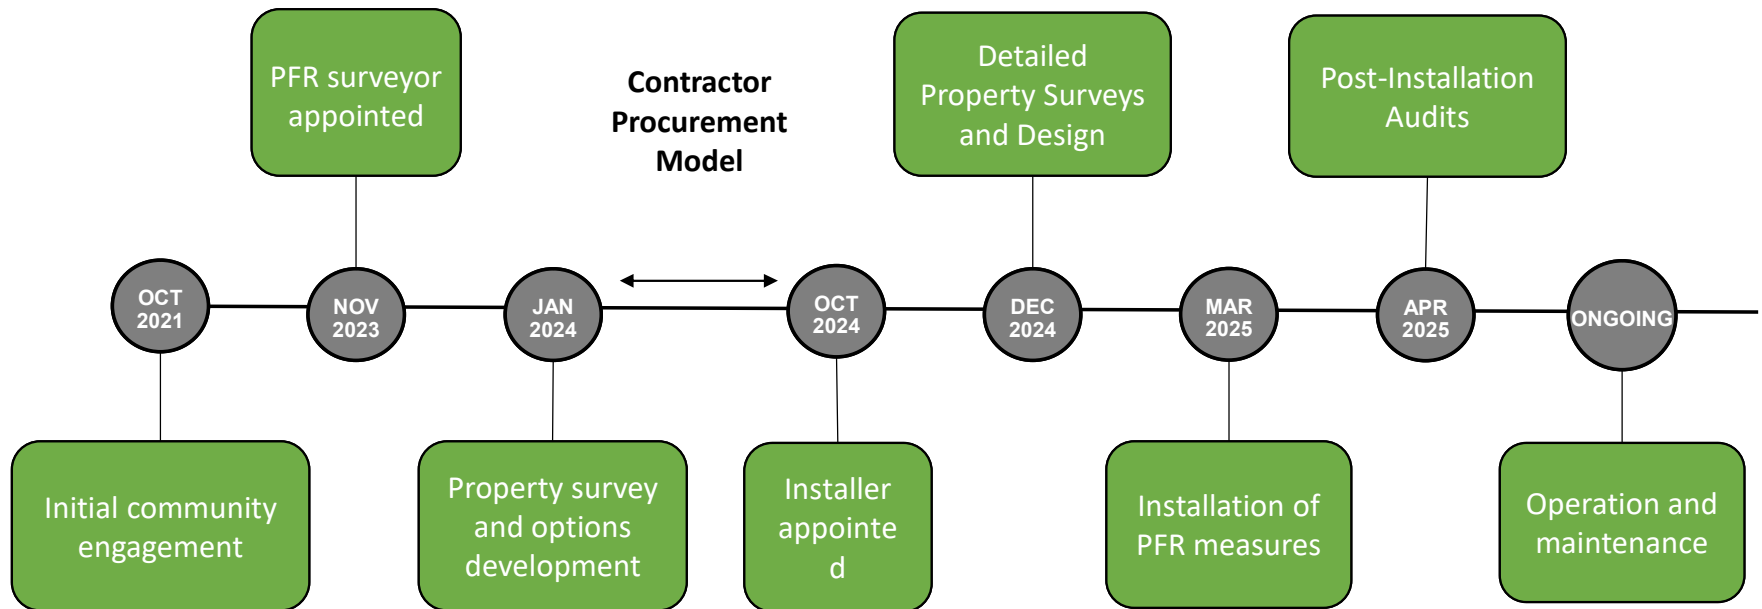 PFR surveyor
appointed
Contractor
Procurement
Model
Detailed
Property Surveys
and Design
Post-Installation
Audits
OCT
2021
NOV
2023
JAN
2024
OCT
2024
DEC
2024
MAR
2025
APR
2025
ONGOING
Initial community
engagement
Property survey
and options
development
Installer
appointe
d
Installation of
PFR measures
Operation and
maintenance